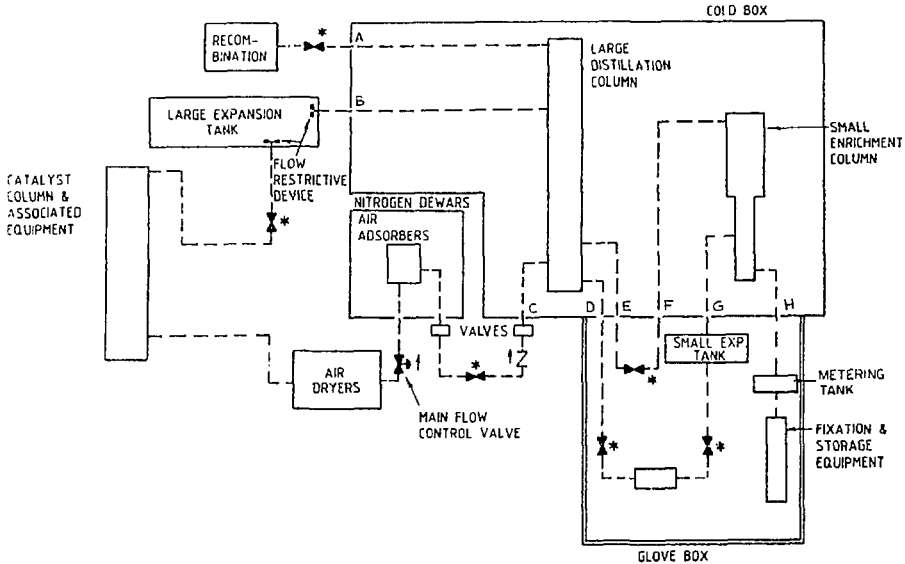 COLD BOX
RECOM-
BINATION
*
A
LARGE
DISTILLATION
COLUMN
B
LARGE EXPANSION
TANK
SMALL
ENRICHMENT
COLUMN
FLOW
RESTRICTIVE
DEVICE
CATALYST
COLUMN &
ASSOCIATED
EQUIPMENT
*
NITROGEN DEWARS
AIR
ADSORBERS
C
D
E
F
G
H
VALVES
SMALL EXP.
TANK
*
*
AIR
DRYERS
METERING
TANK
MAIN FLOW
CONTROL VALVE
FIXATION &
STORAGE
EQUIPMENT
*
*
GLOVE BOX